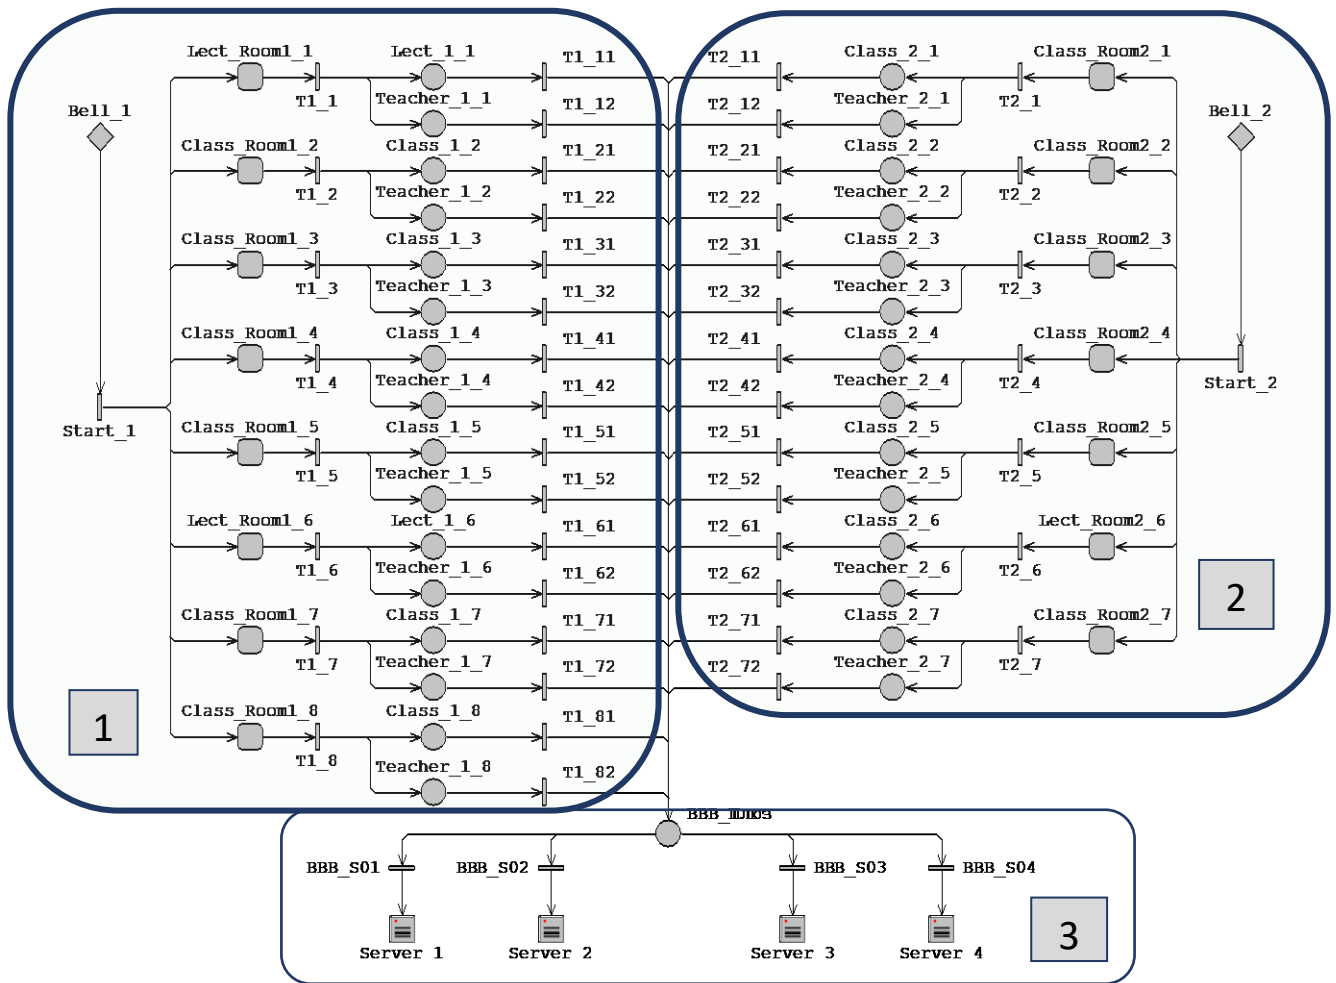 Lect_Room1_1 Lect_1_1 T1_11 T2_11 Class_2_1 Class_Room2_1
Bell_1 T1_1 Teacher_1_1 T1_12 T2_12 Teacher_2_1 T2_1 Bell_2
Class_Room1_2 Class_1_2 T1_21 T2_21 Class_2_2 Class_Room2_2
T1_2 Teacher_1_2 T1_22 T2_22 Teacher_2_2 T2_2
Class_Room1_3 Class_1_3 T1_31 T2_31 Class_2_3 Class_Room2_3
T1_3 Teacher_1_3 T1_32 T2_32 Teacher_2_3 T2_3
Class_Room1_4 Class_1_4 T1_41 T2_41 Class_2_4 Class_Room2_4
T1_4 Teacher_1_4 T1_42 T2_42 Teacher_2_4 T2_4 Start_2
Start_1 Class_Room1_5 Class_1_5 T1_51 T2_51 Class_2_5 Class_Room2_5
T1_5 Teacher_1_5 T1_52 T2_52 Teacher_2_5 T2_5
Lect_Room1_6 Lect_1_6 T1_61 T2_61 Class_2_6 Lect_Room2_6
T1_6 Teacher_1_6 T1_62 T2_62 Teacher_2_6 T2_6 2
Class_Room1_7 Class_1_7 T1_71 T2_71 Class_2_7 Class_Room2_7
T1_7 Teacher_1_7 T1_72 T2_72 Teacher_2_7 T2_7
1 Class_Room1_8 Class_1_8 T1_81
T1_8 Teacher_1_8 T1_82
BBB_S01 BBB_S02 BBB_S03 BBB_S04
Server 1 Server 2 Server 3 Server 4 3